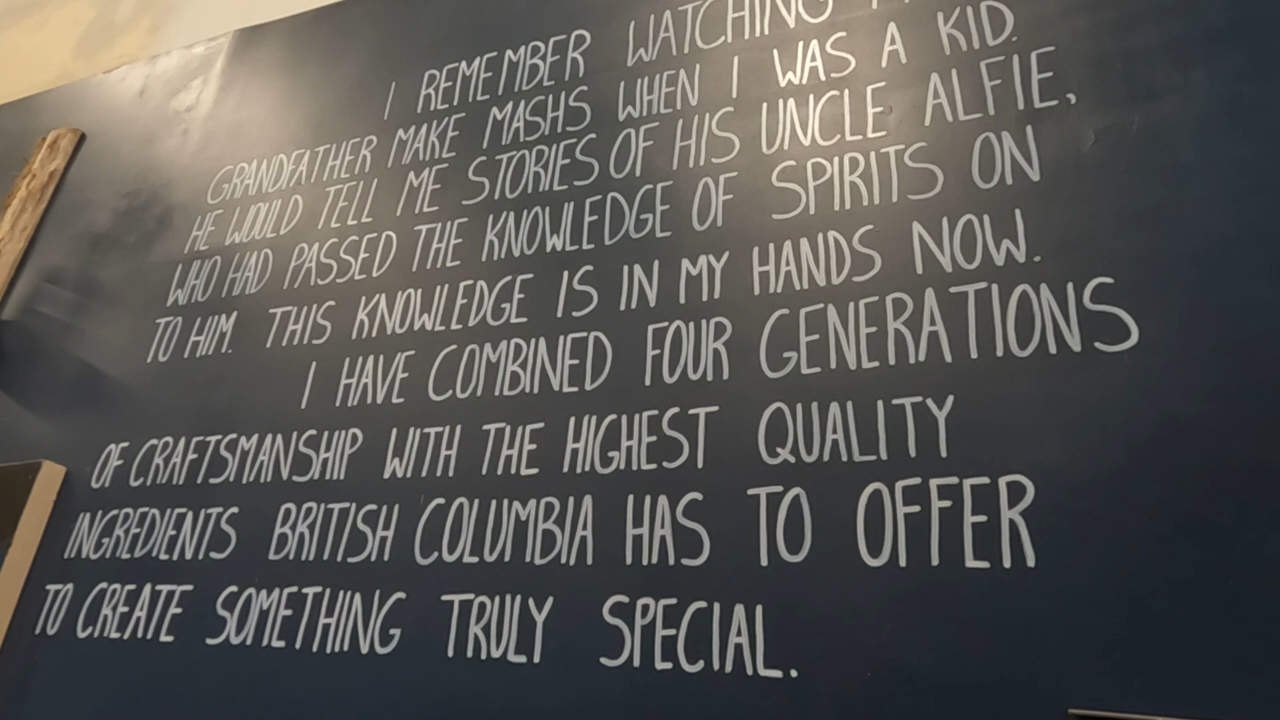 I REMEMBER WATCHING
GRANDFATHER MAKE MASHS WHEN I WAS A KID.
HE WOULD TELL ME STORIES OF HIS UNCLE ALFIE,
WHO HAD PASSED THE KNOWLEDGE OF SPIRITS ON
TO HIM. THIS KNOWLEDGE IS IN MY HANDS NOW.
I HAVE COMBINED FOUR GENERATIONS
OF CRAFTSMANSHIP WITH THE HIGHEST QUALITY
INGREDIENTS BRITISH COLUMBIA HAS TO OFFER
TO CREATE SOMETHING TRULY SPECIAL.